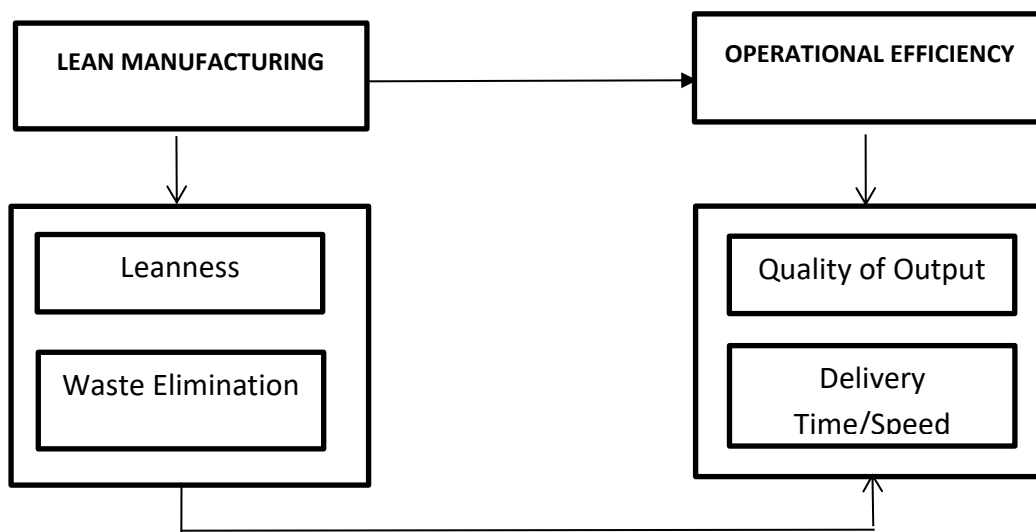 LEAN MANUFACTURING
OPERATIONAL EFFICIENCY
Leanness
Waste Elimination
Quality of Output
Delivery
Time/Speed